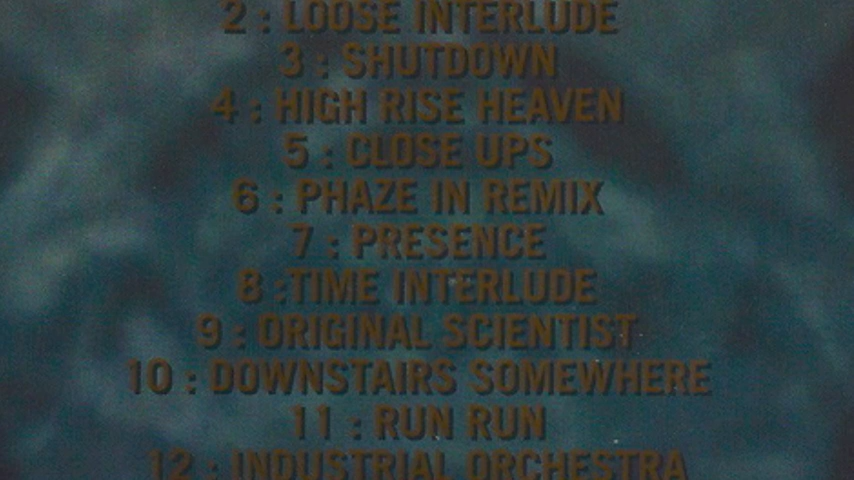 2 : LOOSE INTERLUDE
3 : SHUTDOWN
4 : HIGH RISE HEAVEN
5 : CLOSE UPS
6 : PHAZE IN REMIX
7 : PRESENCE
8 :TIME INTERLUDE
9 : ORIGINAL SCIENTIST
10 : DOWNSTAIRS SOMEWHERE
11 : RUN RUN
12 : INDUSTRIAL ORCHESTRA